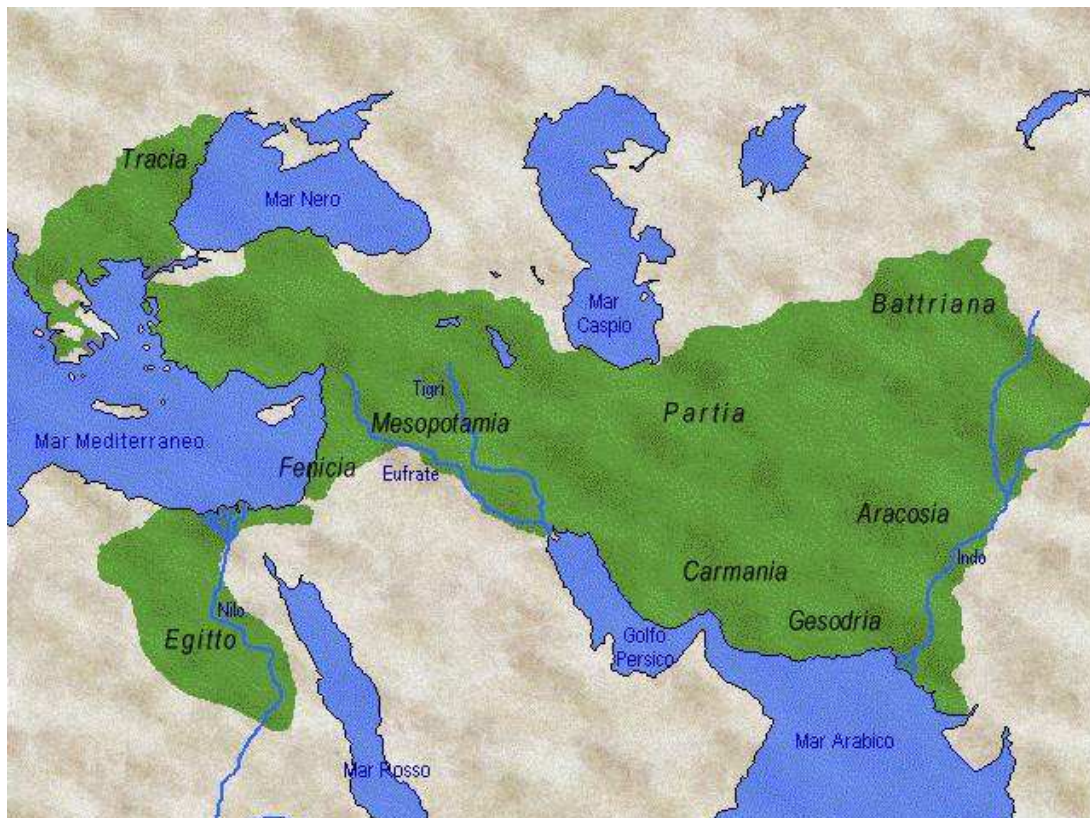 Tracia
Mar Nero
Battriana
Mar
Caspio
Tigri
Partia
Mesopotamia
Mar Mediterraneo
Fenicia
Eufrate
Aracosia
Indo
Carmania
Nilo
Gesodria
Egitto
Golfo
Persico
Mar Arabico
Mar Rosso